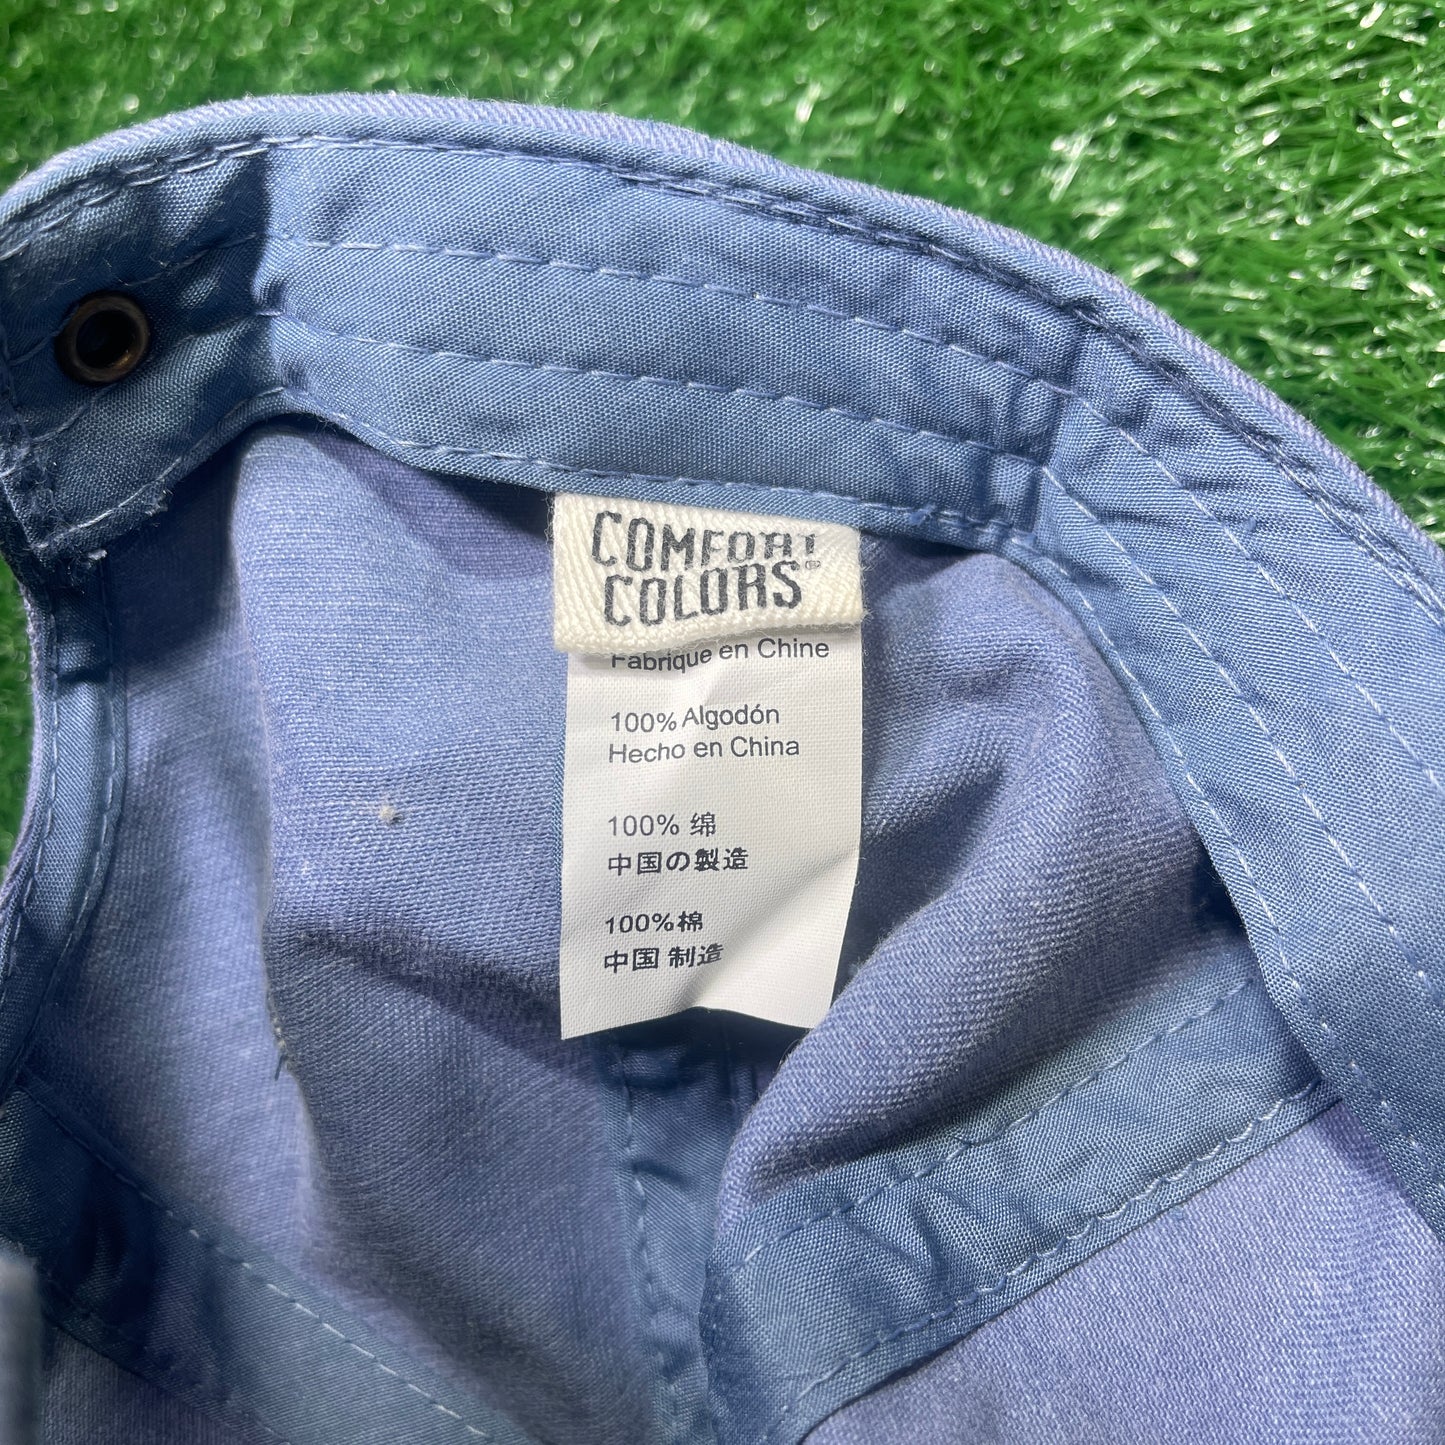 COMFORT
COLORS
Fabriqué en Chine
100% Algodón
Hecho en China
100% 绵
中国の製造
100%棉
中国 制造